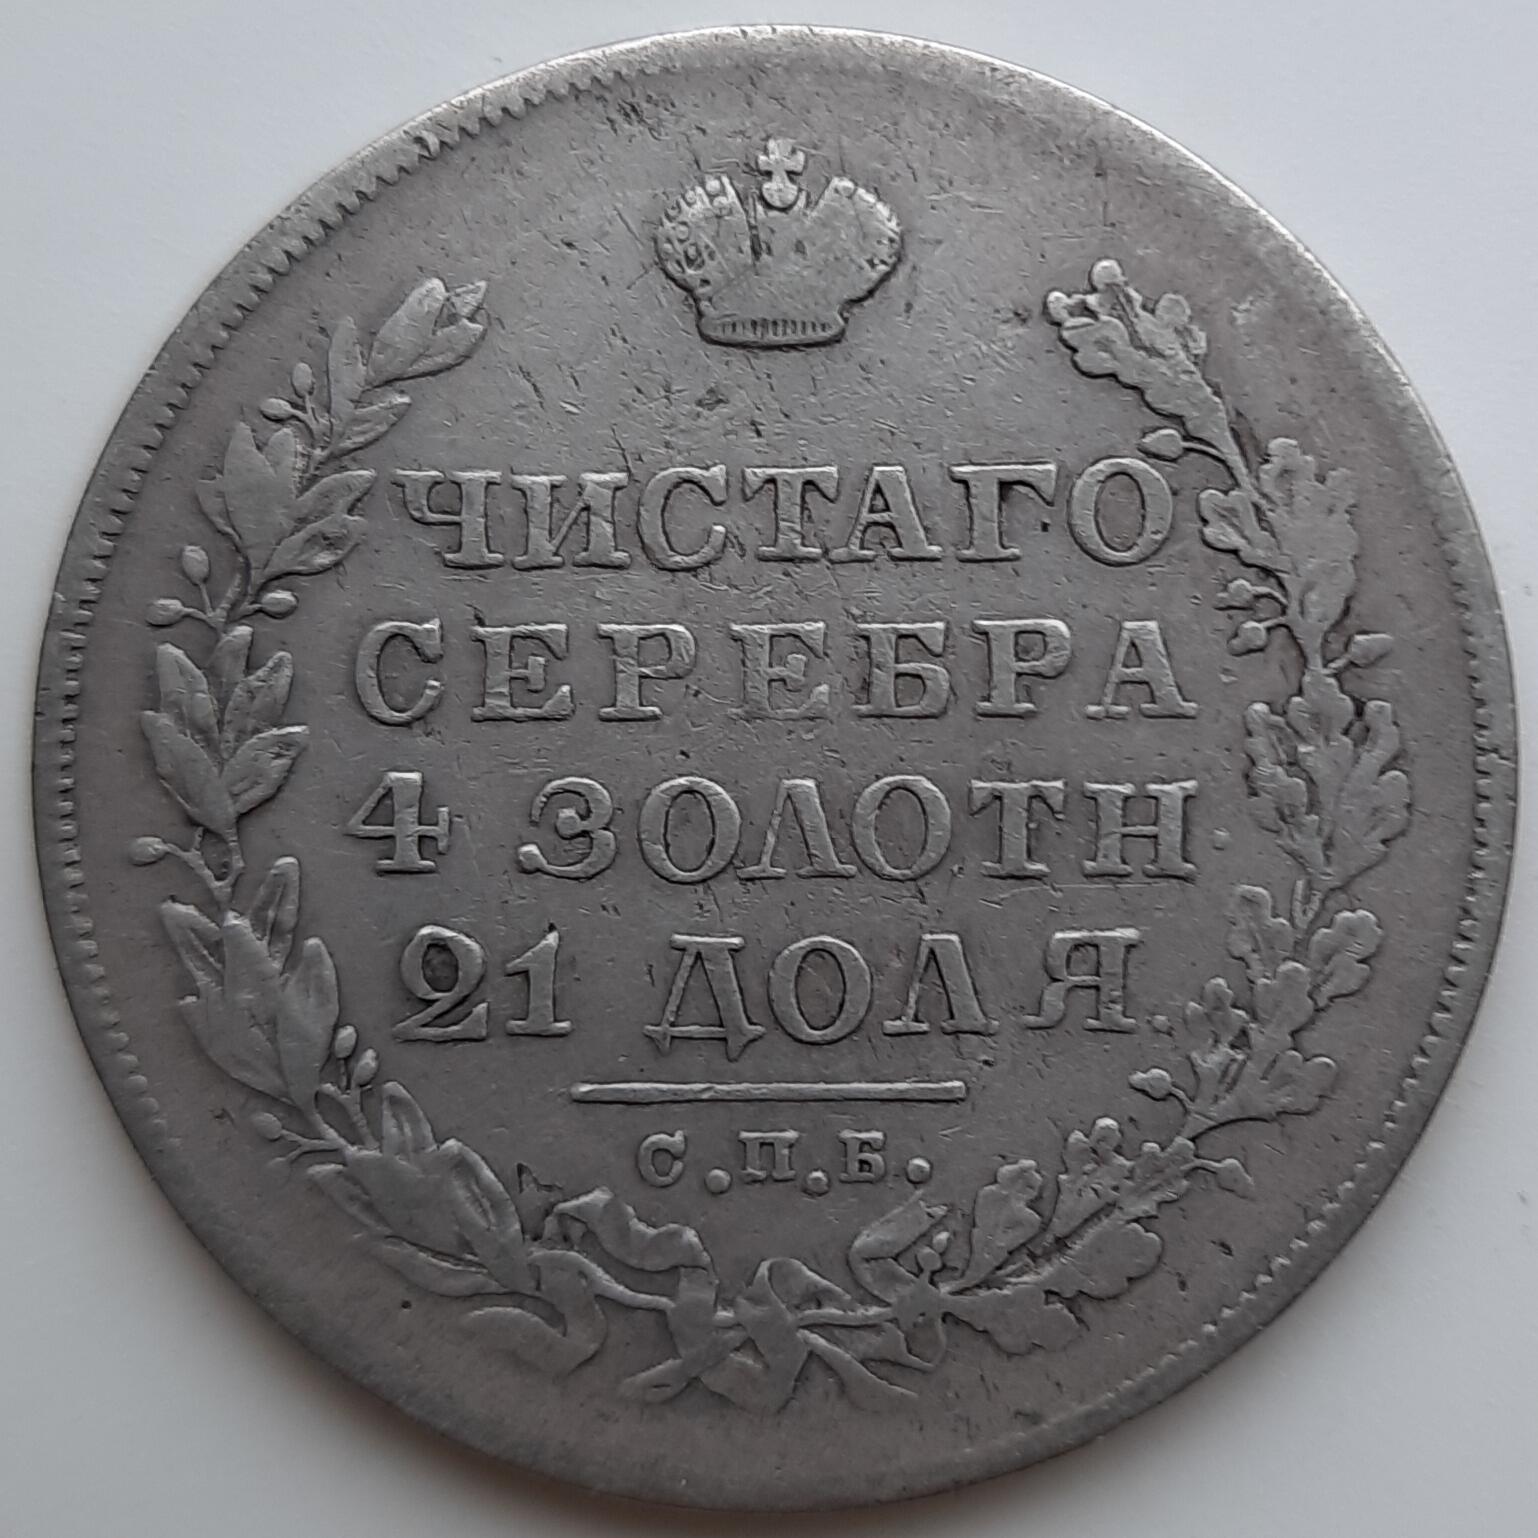 ЧИСТАГО
СЕРЕБРА
4 ЗОЛОТН.
21 ДОЛЯ.
С.П.Б.